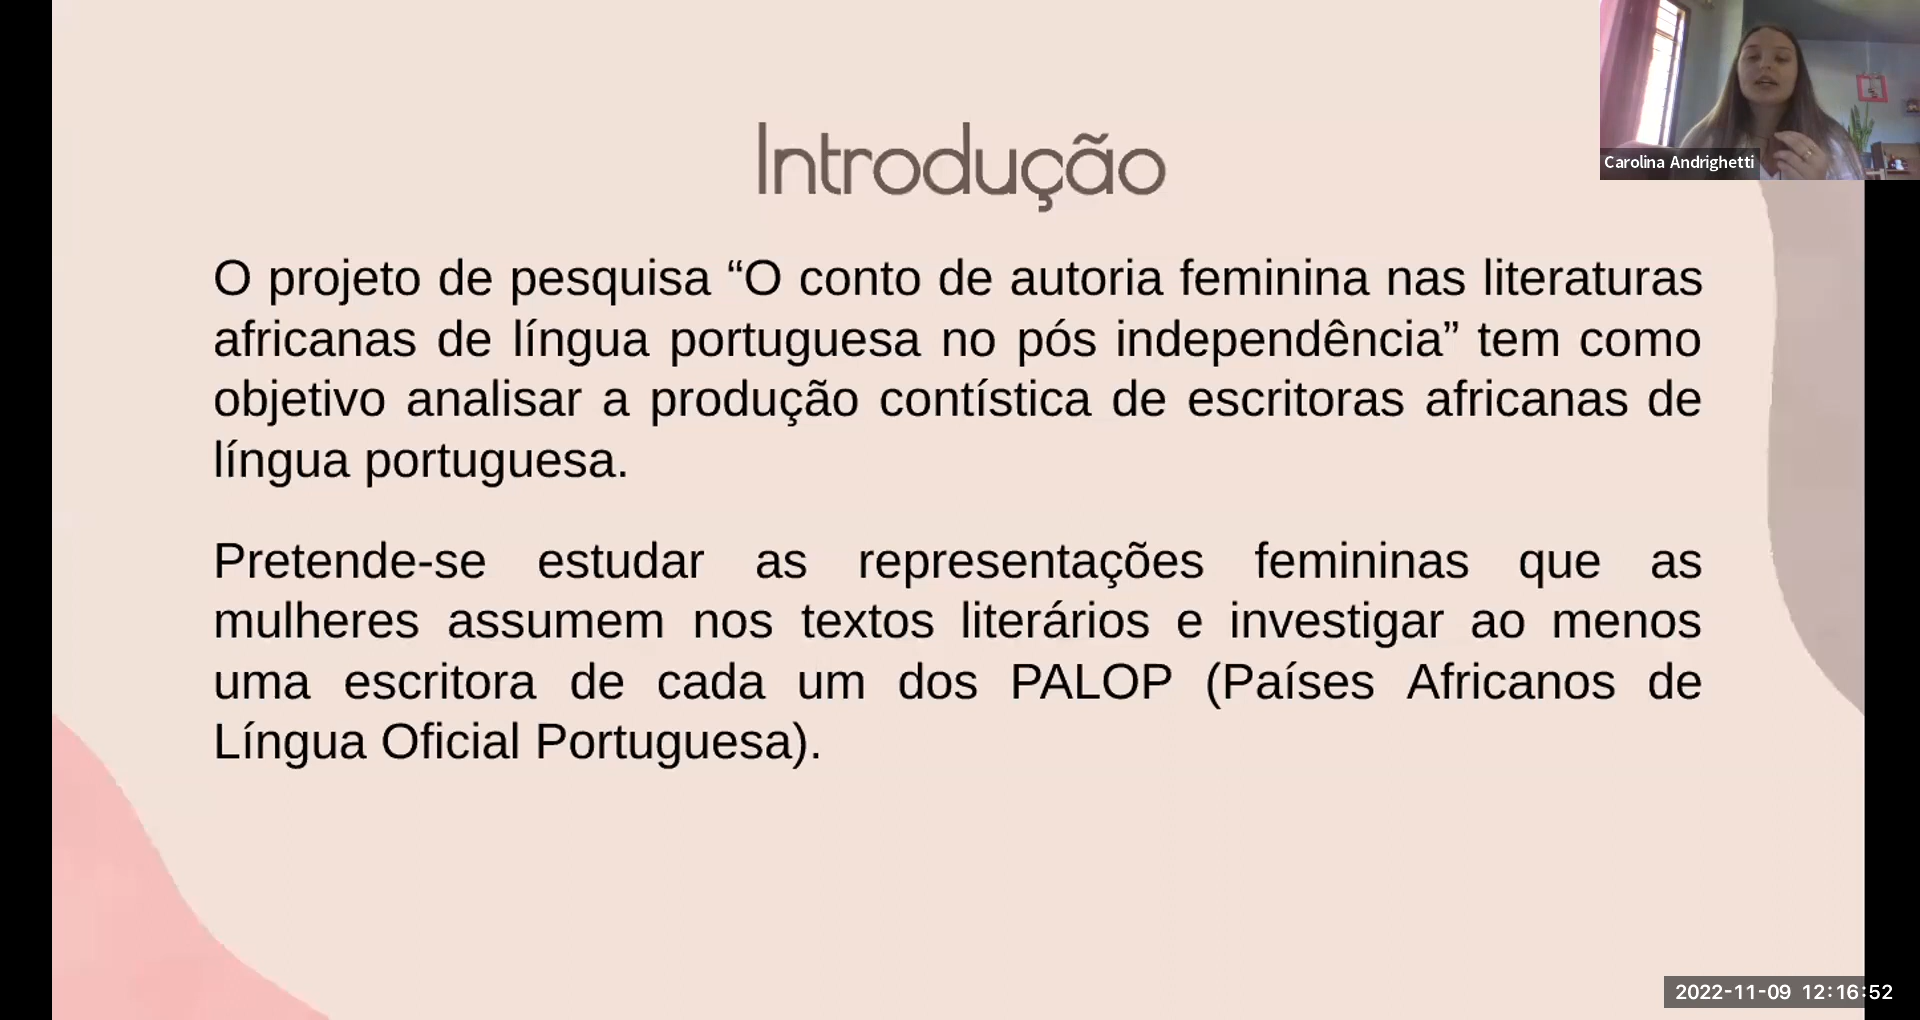 Introdução
Carolina Andrighetti
O projeto de pesquisa “O conto de autoria feminina nas literaturas
africanas de língua portuguesa no pós independência” tem como
objetivo analisar a produção contística de escritoras africanas de
língua portuguesa.
Pretende-se estudar as representações femininas que as
mulheres assumem nos textos literários e investigar ao menos
uma escritora de cada um dos PALOP (Países Africanos de
Língua Oficial Portuguesa).
2022-11-09 12:16:52